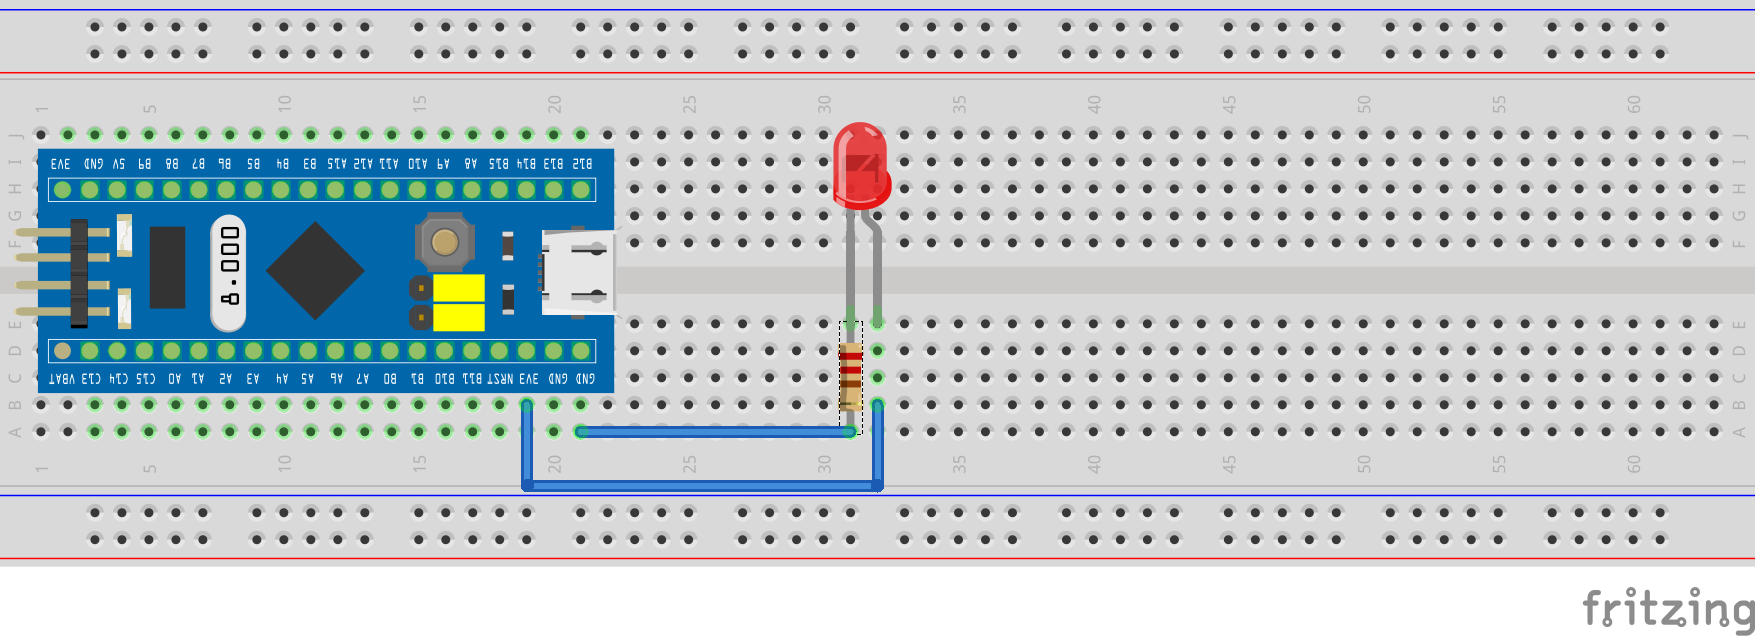 1 5 10 15 20 25 30 35 40 45 50 55 60
J J
3V3 GND 5V B9 B8 B7 B6 B5 B4 B3 A15 A12 A11 A10 A9 A8 B15 B14 B13 B12
I I
H H
G G
F F
8.000
E E
D D
VBAT C13 C14 C15 A0 A1 A2 A3 A4 A5 A6 A7 B0 B1 B10 B11 NRST 3V3 GND GND
C C
B B
A A
1 5 10 15 20 25 30 35 40 45 50 55 60
fritzing